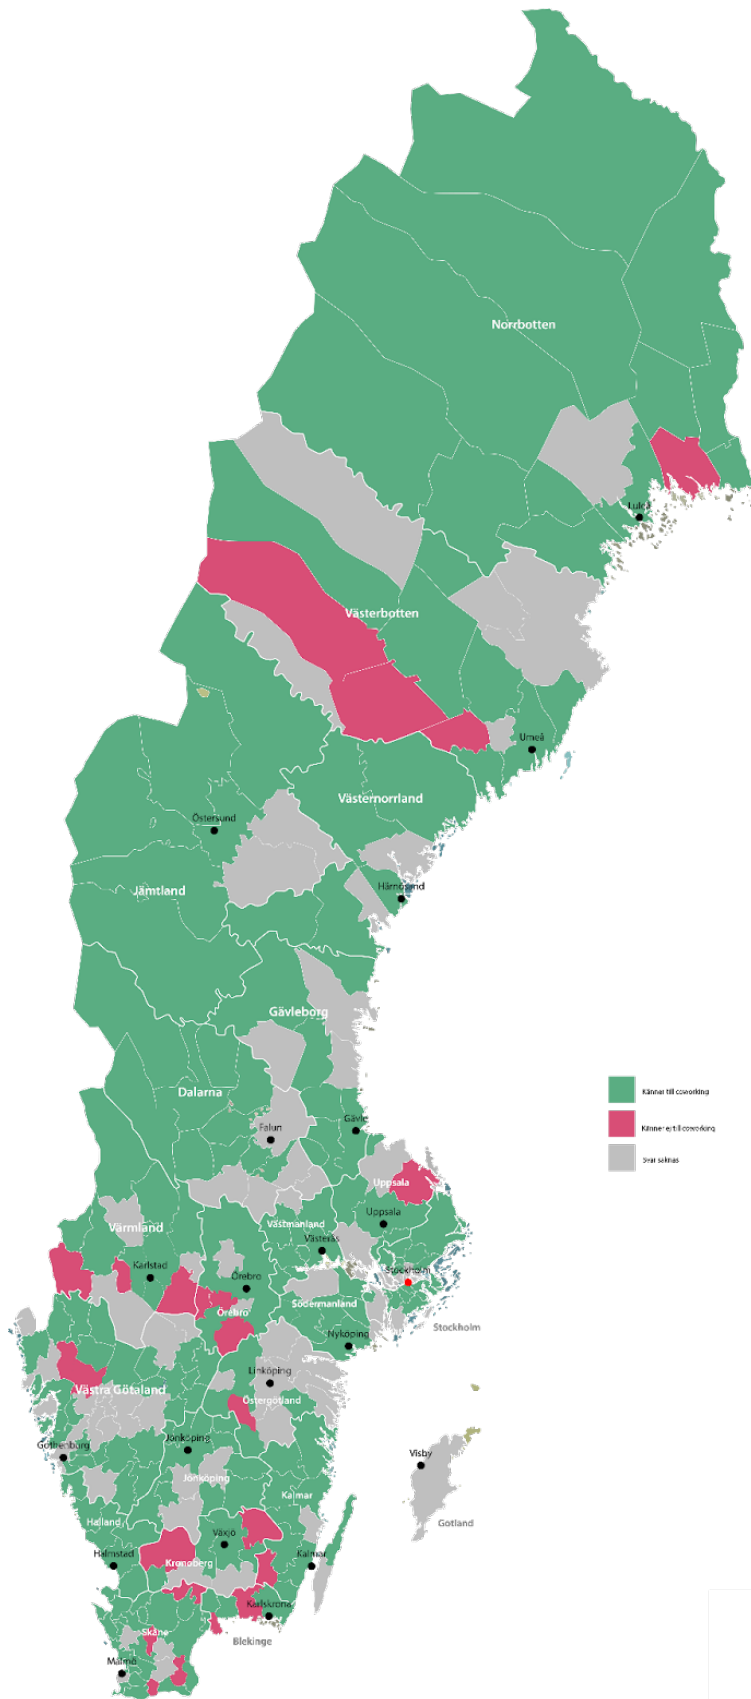 Norrbotten
Luleå
Västerbotten
Umeå
Västernorrland
Östersund
Härnösand
Jämtland
Gävleborg
Dalarna
Känner till coworking
Gävle
Känner ej till coworking
Falun
Svar saknas
Uppsala
Uppsala
Värmland
Västmanland
Västerås
Karlstad
Stockholm
Örebro
Södermanland
Örebro
Stockholm
Nyköping
Linköping
Västra Götaland
Östergötland
Jönköping
Gothenburg
Visby
Jönköping
Kalmar
Halland
Gotland
Växjö
Halmstad
Kronoberg
Kalmar
Karlskrona
Skåne
Blekinge
Malmö